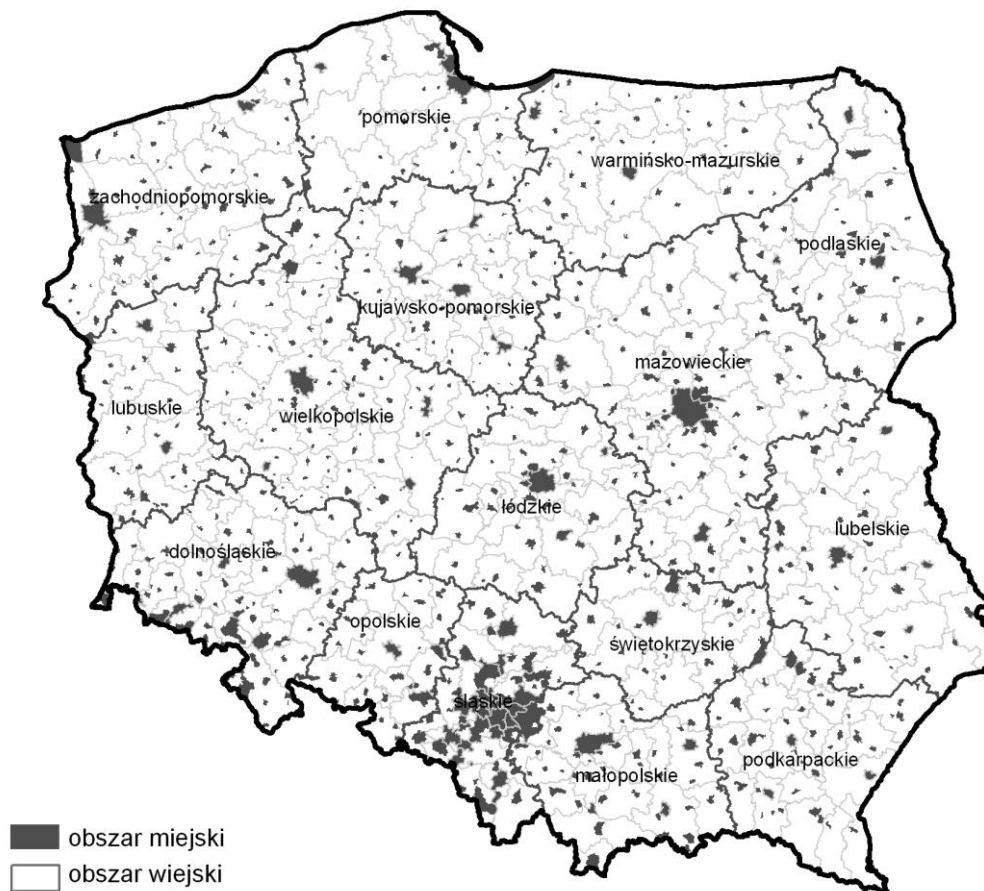 pomorskie
warmińsko-mazurskie
zachodniopomorskie
podlaskie
kujawsko-pomorskie
mazowieckie
lubuskie
wielkopolskie
łódzkie
lubelskie
dolnośląskie
opolskie
świętokrzyskie
śląskie
podkarpackie
małopolskie
obszar miejski
obszar wiejski